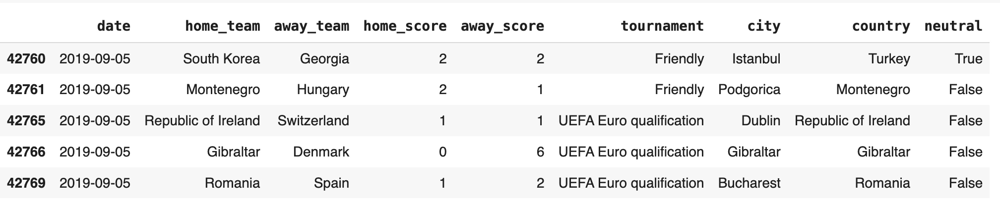 date home_team away_team home_score away_score tournament city country neutral
42760 2019-09-05 South Korea Georgia 2 2 Friendly Istanbul Turkey True
42761 2019-09-05 Montenegro Hungary 2 1 Friendly Podgorica Montenegro False
42765 2019-09-05 Republic of Ireland Switzerland 1 1 UEFA Euro qualification Dublin Republic of Ireland False
42766 2019-09-05 Gibraltar Denmark 0 6 UEFA Euro qualification Gibraltar Gibraltar False
42769 2019-09-05 Romania Spain 1 2 UEFA Euro qualification Bucharest Romania False